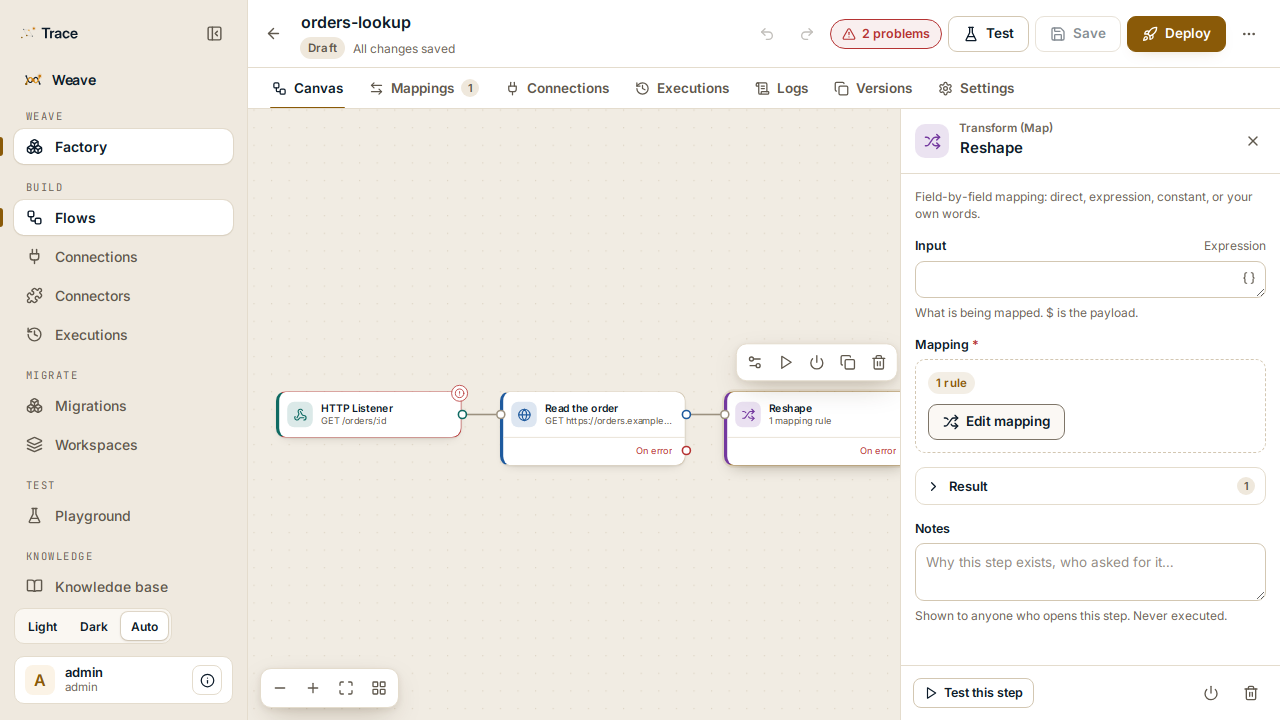 Trace
Weave
WEAVE
Factory
BUILD
Flows
Connections
Connectors
Executions
MIGRATE
Migrations
Workspaces
TEST
Playground
KNOWLEDGE
Knowledge base
Light Dark Auto
A
admin
admin
orders-lookup
Draft All changes saved
2 problems
Test
Save
Deploy
Canvas
Mappings 1
Connections
Executions
Logs
Versions
Settings
HTTP Listener
GET /orders/:id
Read the order
GET https://orders.example...
On error
Reshape
1 mapping rule
On error
Transform (Map)
Reshape
Field-by-field mapping: direct, expression, constant, or your
own words.
Input Expression
{ }
What is being mapped. $ is the payload.
Mapping *
1 rule
Edit mapping
Result 1
Notes
Why this step exists, who asked for it...
Shown to anyone who opens this step. Never executed.
Test this step